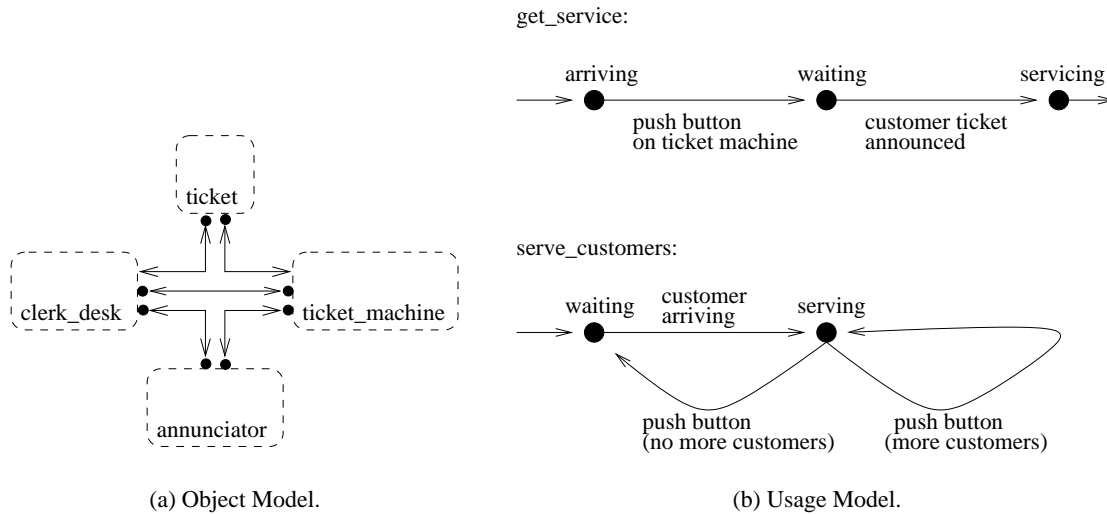 get_service:
arriving
waiting
servicing
push button
on ticket machine
customer ticket
announced
ticket
clerk_desk
ticket_machine
annunciator
serve_customers:
waiting
customer
arriving
serving
push button
(no more customers)
push button
(more customers)
(a) Object Model.
(b) Usage Model.